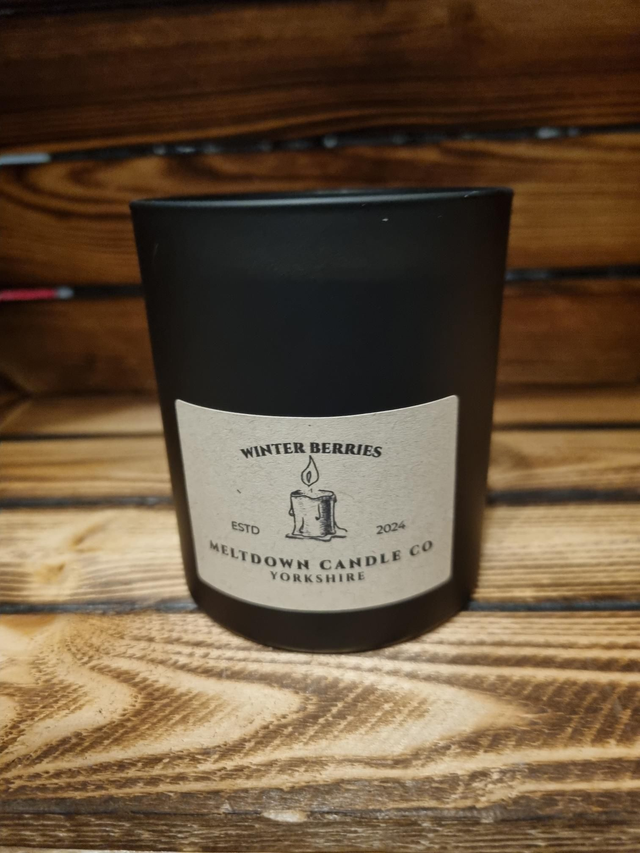 WINTER BERRIES
ESTD 2024
MELTDOWN CANDLE CO
YORKSHIRE